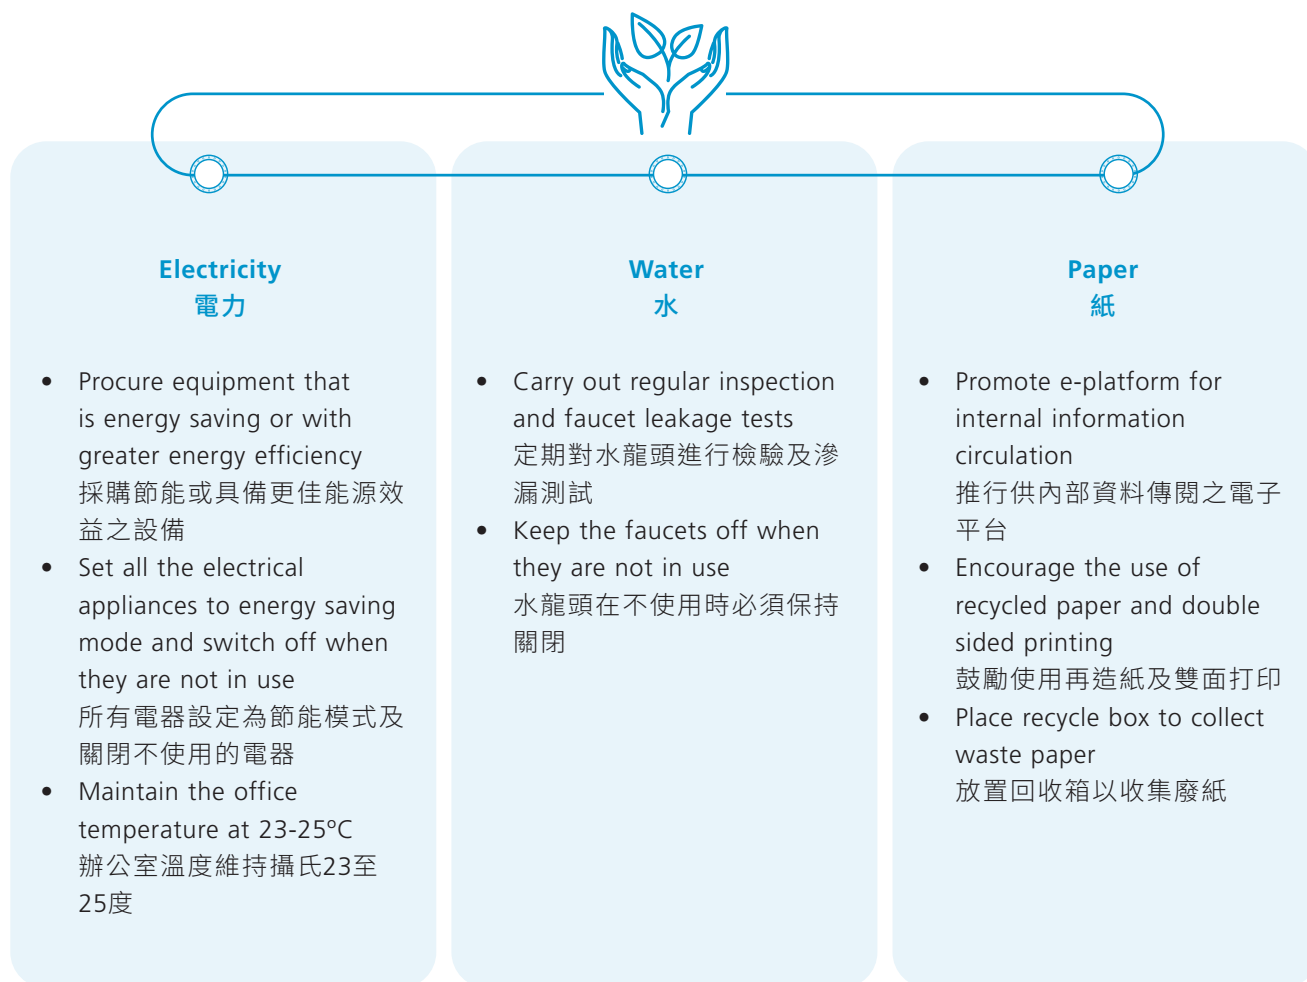 Electricity
電力
• Procure equipment that
is energy saving or with
greater energy efficiency
採購節能或具備更佳能源效
益之設備
• Set all the electrical
appliances to energy saving
mode and switch off when
they are not in use
所有電器設定為節能模式及
關閉不使用的電器
• Maintain the office
temperature at 23-25ºC
辦公室溫度維持攝氏23至
25度
Water
水
• Carry out regular inspection
and faucet leakage tests
定期對水龍頭進行檢驗及滲
漏測試
• Keep the faucets off when
they are not in use
水龍頭在不使用時必須保持
關閉
Paper
紙
• Promote e-platform for
internal information
circulation
推行供內部資料傳閱之電子
平台
• Encourage the use of
recycled paper and double
sided printing
鼓勵使用再造紙及雙面打印
• Place recycle box to collect
waste paper
放置回收箱以收集廢紙